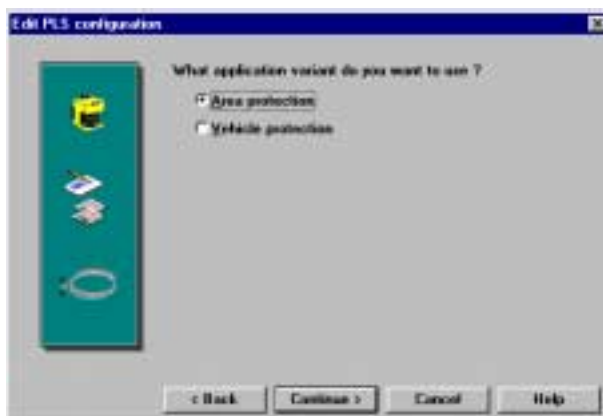 Edit PLS configuration
What application variant do you want to use ?
Area protection
Vehicle protection
< Back Continue > Cancel Help